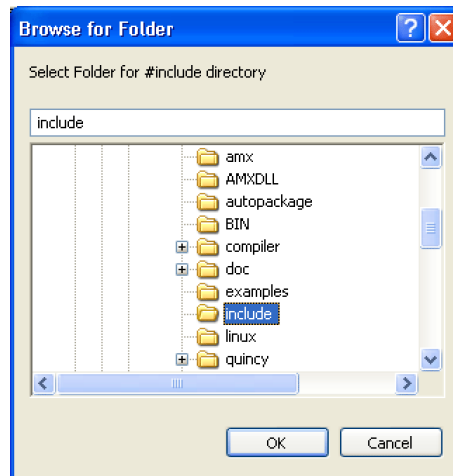 Browse for Folder
Select Folder for #include directory
include
amx
AMXDLL
autopackage
BIN
compiler
doc
examples
include
linux
quincy
OK
Cancel